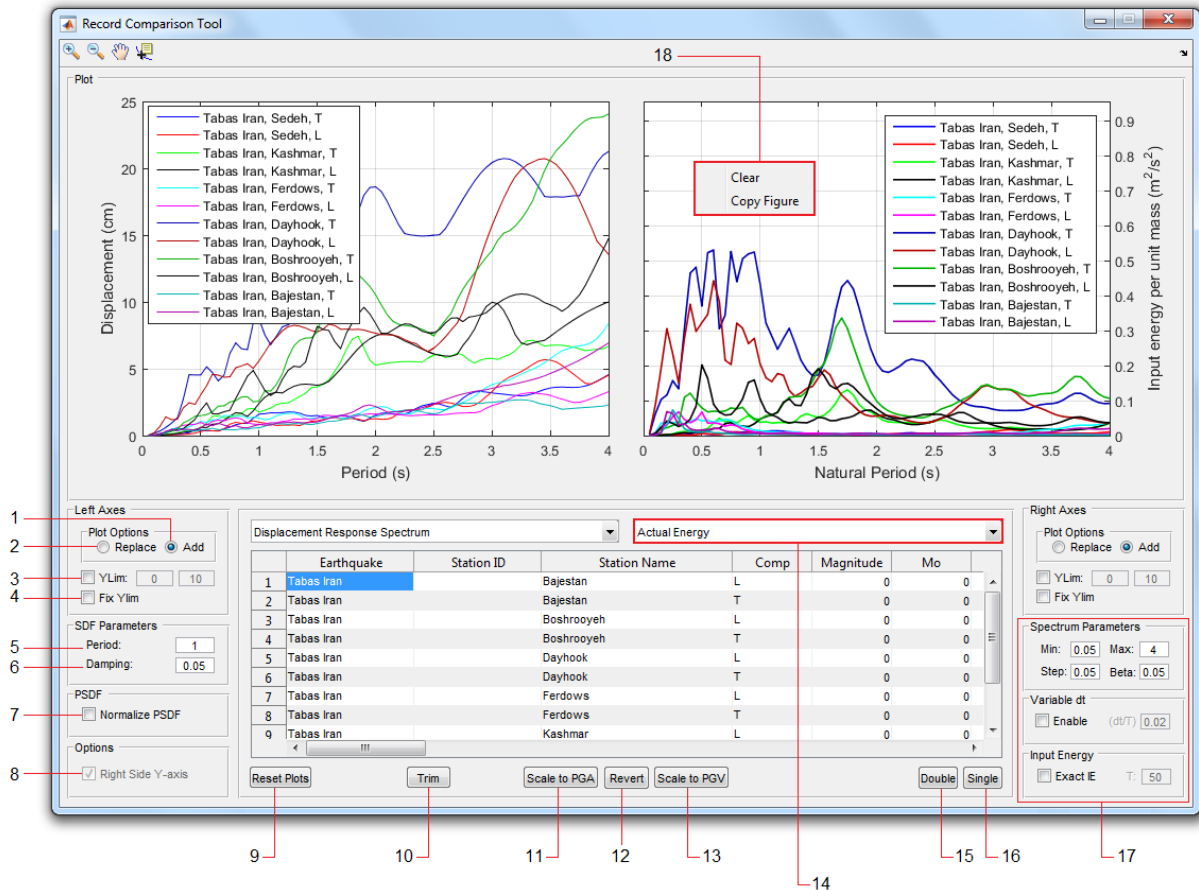 Record Comparison Tool
18
Plot
25
20
15
10
5
0
Displacement (cm)
Tabas Iran, Sedeh, T
Tabas Iran, Sedeh, L
Tabas Iran, Kashmar, T
Tabas Iran, Kashmar, L
Tabas Iran, Ferdows, T
Tabas Iran, Ferdows, L
Tabas Iran, Dayhook, T
Tabas Iran, Dayhook, L
Tabas Iran, Boshrooyeh, T
Tabas Iran, Boshrooyeh, L
Tabas Iran, Bajestan, T
Tabas Iran, Bajestan, L
0 0.5 1 1.5 2 2.5 3 3.5 4
Period (s)
Clear
Copy Figure
Tabas Iran, Sedeh, T
Tabas Iran, Sedeh, L
Tabas Iran, Kashmar, T
Tabas Iran, Kashmar, L
Tabas Iran, Ferdows, T
Tabas Iran, Ferdows, L
Tabas Iran, Dayhook, T
Tabas Iran, Dayhook, L
Tabas Iran, Boshrooyeh, T
Tabas Iran, Boshrooyeh, L
Tabas Iran, Bajestan, T
Tabas Iran, Bajestan, L
0.9
0.8
0.7
0.6
0.5
0.4
0.3
0.2
0.1
0
Input energy per unit mass (m²/s²)
0 0.5 1 1.5 2 2.5 3 3.5 4
Natural Period (s)
Left Axes
1
Plot Options
2 Replace Add
3 YLim: 0 10
4 Fix Ylim
SDF Parameters
5 Period: 1
6 Damping: 0.05
PSDF
7 Normalize PSDF
Options
8 Right Side Y-axis
Displacement Response Spectrum
Actual Energy
Earthquake Station ID Station Name Comp Magnitude Mo
1 Tabas Iran Bajestan L 0 0
2 Tabas Iran Bajestan T 0 0
3 Tabas Iran Boshrooyeh L 0 0
4 Tabas Iran Boshrooyeh T 0 0
5 Tabas Iran Dayhook L 0 0
6 Tabas Iran Dayhook T 0 0
7 Tabas Iran Ferdows L 0 0
8 Tabas Iran Ferdows T 0 0
9 Tabas Iran Kashmar L 0 0
Reset Plots Trim Scale to PGA Revert Scale to PGV Double Single
Right Axes
Plot Options
Replace Add
YLim: 0 10
Fix Ylim
Spectrum Parameters
Min: 0.05 Max: 4
Step: 0.05 Beta: 0.05
Variable dt
Enable (dt/T) 0.02
Input Energy
Exact IE T: 50
9 10 11 12 13 15 16 17
14